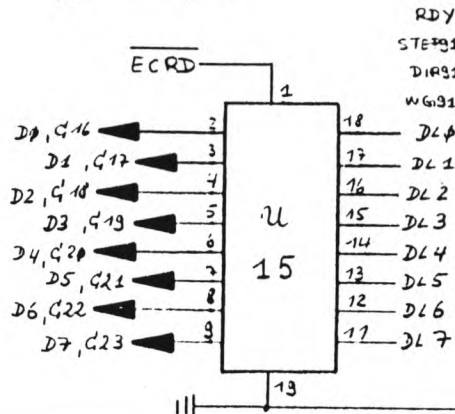 RDY
STEP91
ECRD
DIR91
WG91
1
D0, G16 2 18 DL0
D1, G17 3 17 DL1
D2, G18 4 16 DL2
D3, G19 5 15 DL3
U
D4, G20 6 14 DL4
15
D5, G21 7 13 DL5
D6, G22 8 12 DL6
D7, G23 9 11 DL7
19